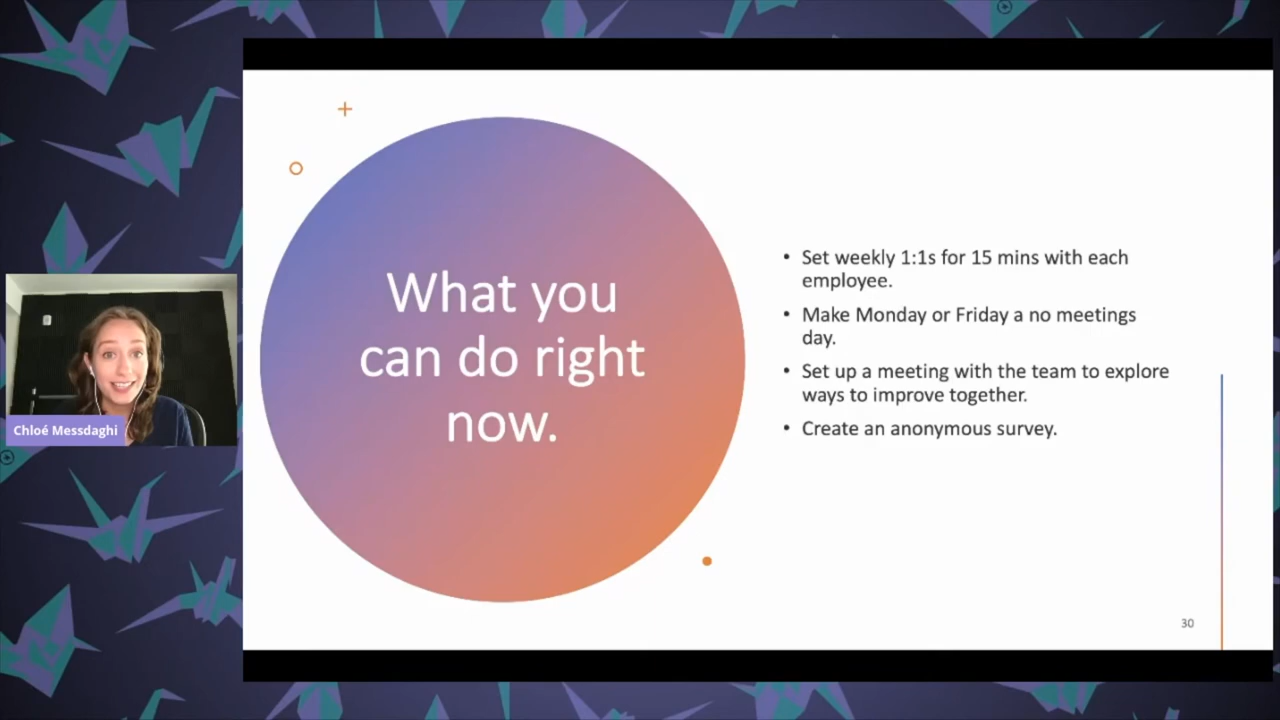 What you
can do right
now.
• Set weekly 1:1s for 15 mins with each
employee.
• Make Monday or Friday a no meetings
day.
• Set up a meeting with the team to explore
ways to improve together.
• Create an anonymous survey.
Chloé Messdaghi
30